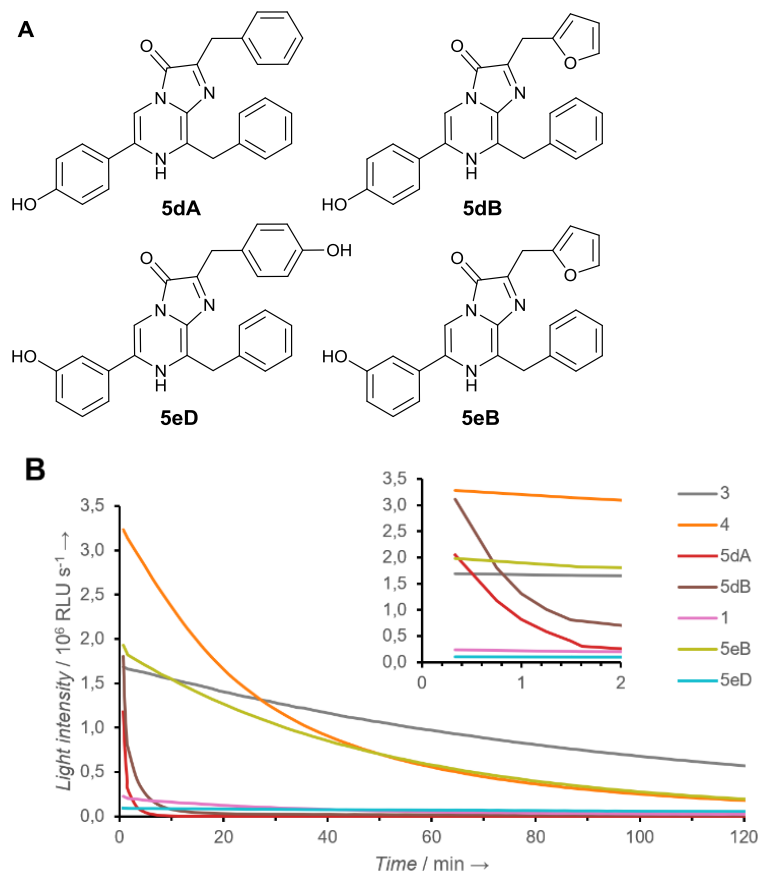 A
O
N
N
N
H
HO
5dA
O
O
N
N
N
H
HO
5dB
O
OH
N
N
N
H
HO
5eD
O
O
N
N
N
H
HO
5eB
B
Light intensity / 10⁶ RLU s⁻¹ →
3,5
3,0
2,5
2,0
1,5
1,0
0,5
0,0
0 20 40 60 80 100 120
Time / min →
3,5
3,0
2,5
2,0
1,5
1,0
0,5
0,0
0 1 2
3
4
5dA
5dB
1
5eB
5eD